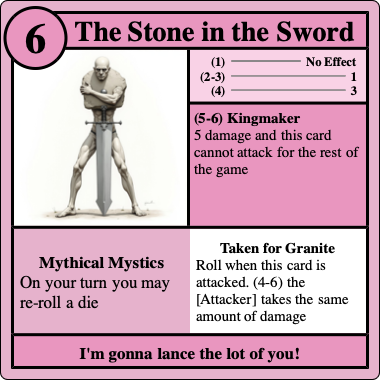 6 The Stone in the Sword
(1) No Effect
(2-3) 1
(4) 3
(5-6) Kingmaker
5 damage and this card
cannot attack for the rest of
the game
Mythical Mystics
On your turn you may
re-roll a die
Taken for Granite
Roll when this card is
attacked. (4-6) the
[Attacker] takes the same
amount of damage
I'm gonna lance the lot of you!